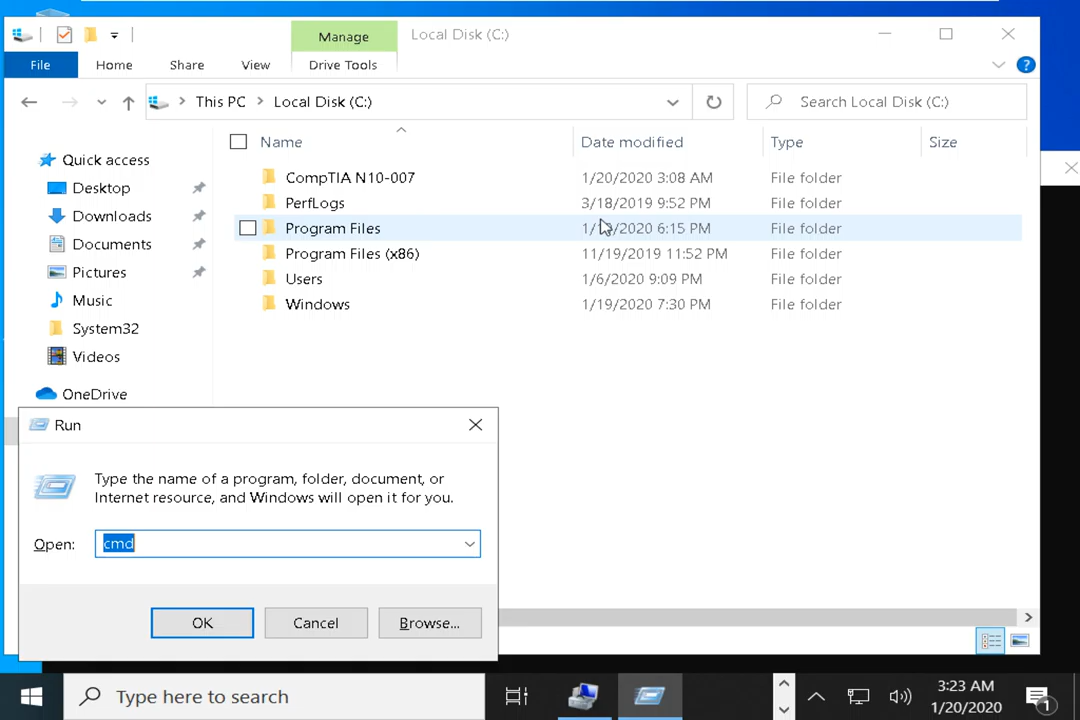 Manage
Local Disk (C:)
File
Home
Share
View
Drive Tools
?
This PC > Local Disk (C:)
Search Local Disk (C:)
Name
Date modified
Type
Size
Quick access
Desktop
Downloads
Documents
Pictures
Music
System32
Videos
OneDrive
CompTIA N10-007 1/20/2020 3:08 AM File folder
PerfLogs 3/18/2019 9:52 PM File folder
Program Files /2020 6:15 PM File folder
Program Files (x86) 11/19/2019 11:52 PM File folder
Users 1/6/2020 9:09 PM File folder
Windows 1/19/2020 7:30 PM File folder
Run
Type the name of a program, folder, document, or
Internet resource, and Windows will open it for you.
Open: cmd
OK
Cancel
Browse...
Type here to search
3:23 AM
1/20/2020
1